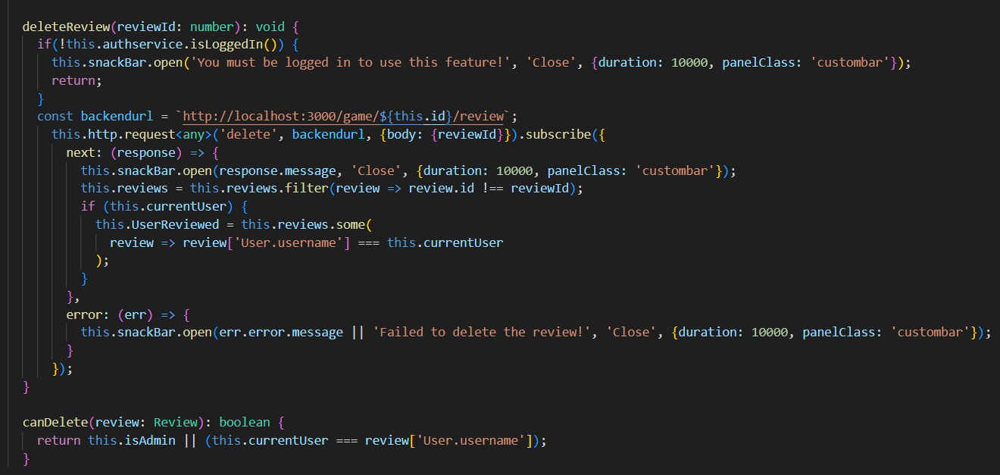 deleteReview(reviewId: number): void {
if(!this.authservice.isLoggedIn()) {
this.snackBar.open('You must be logged in to use this feature!', 'Close', {duration: 10000, panelClass: 'custombar'});
return;
}
const backendurl = `http://localhost:3000/game/${this.id}/review`;
this.http.request<any>('delete', backendurl, {body: {reviewId}}).subscribe({
next: (response) => {
this.snackBar.open(response.message, 'Close', {duration: 10000, panelClass: 'custombar'});
this.reviews = this.reviews.filter(review => review.id !== reviewId);
if (this.currentUser) {
this.UserReviewed = this.reviews.some(
review => review['User.username'] === this.currentUser
);
}
},
error: (err) => {
this.snackBar.open(err.error.message || 'Failed to delete the review!', 'Close', {duration: 10000, panelClass: 'custombar'});
}
});
}
canDelete(review: Review): boolean {
return this.isAdmin || (this.currentUser === review['User.username']);
}